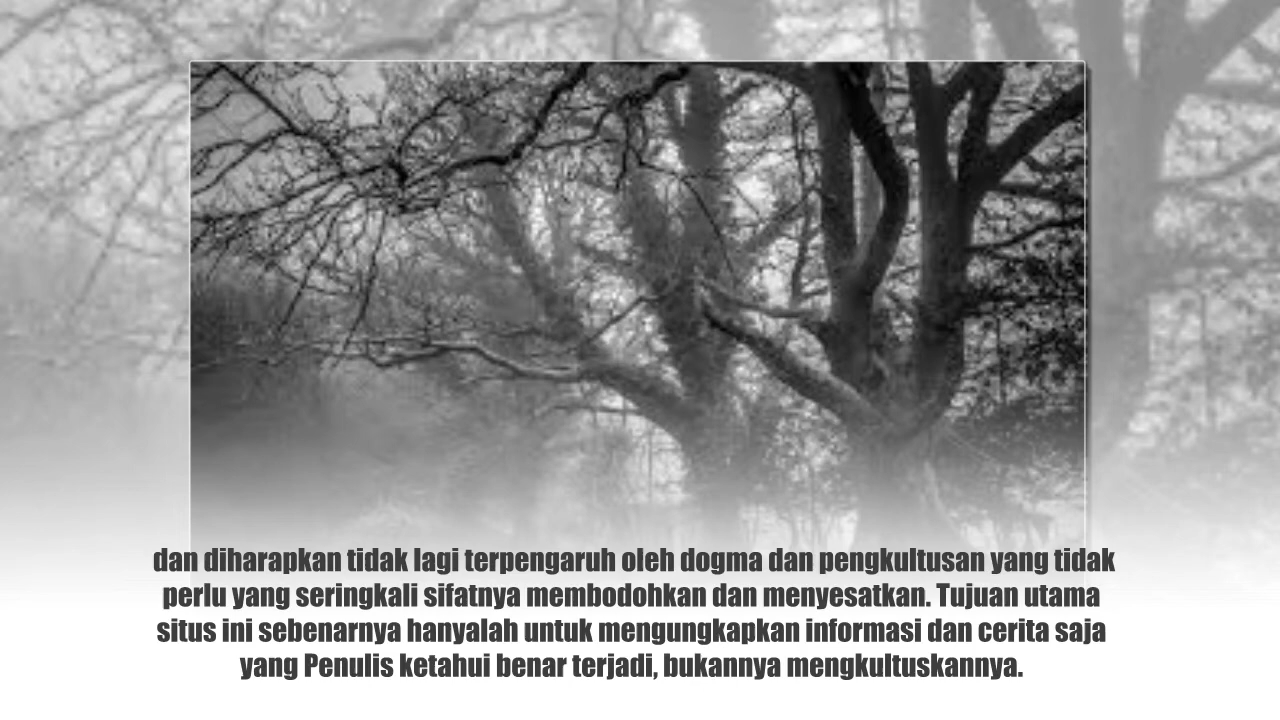 dan diharapkan tidak lagi terpengaruh oleh dogma dan pengkultusan yang tidak
perlu yang seringkali sifatnya membodohkan dan menyesatkan. Tujuan utama
situs ini sebenarnya hanyalah untuk mengungkapkan informasi dan cerita saja
yang Penulis ketahui benar terjadi, bukannya mengkultuskannya.